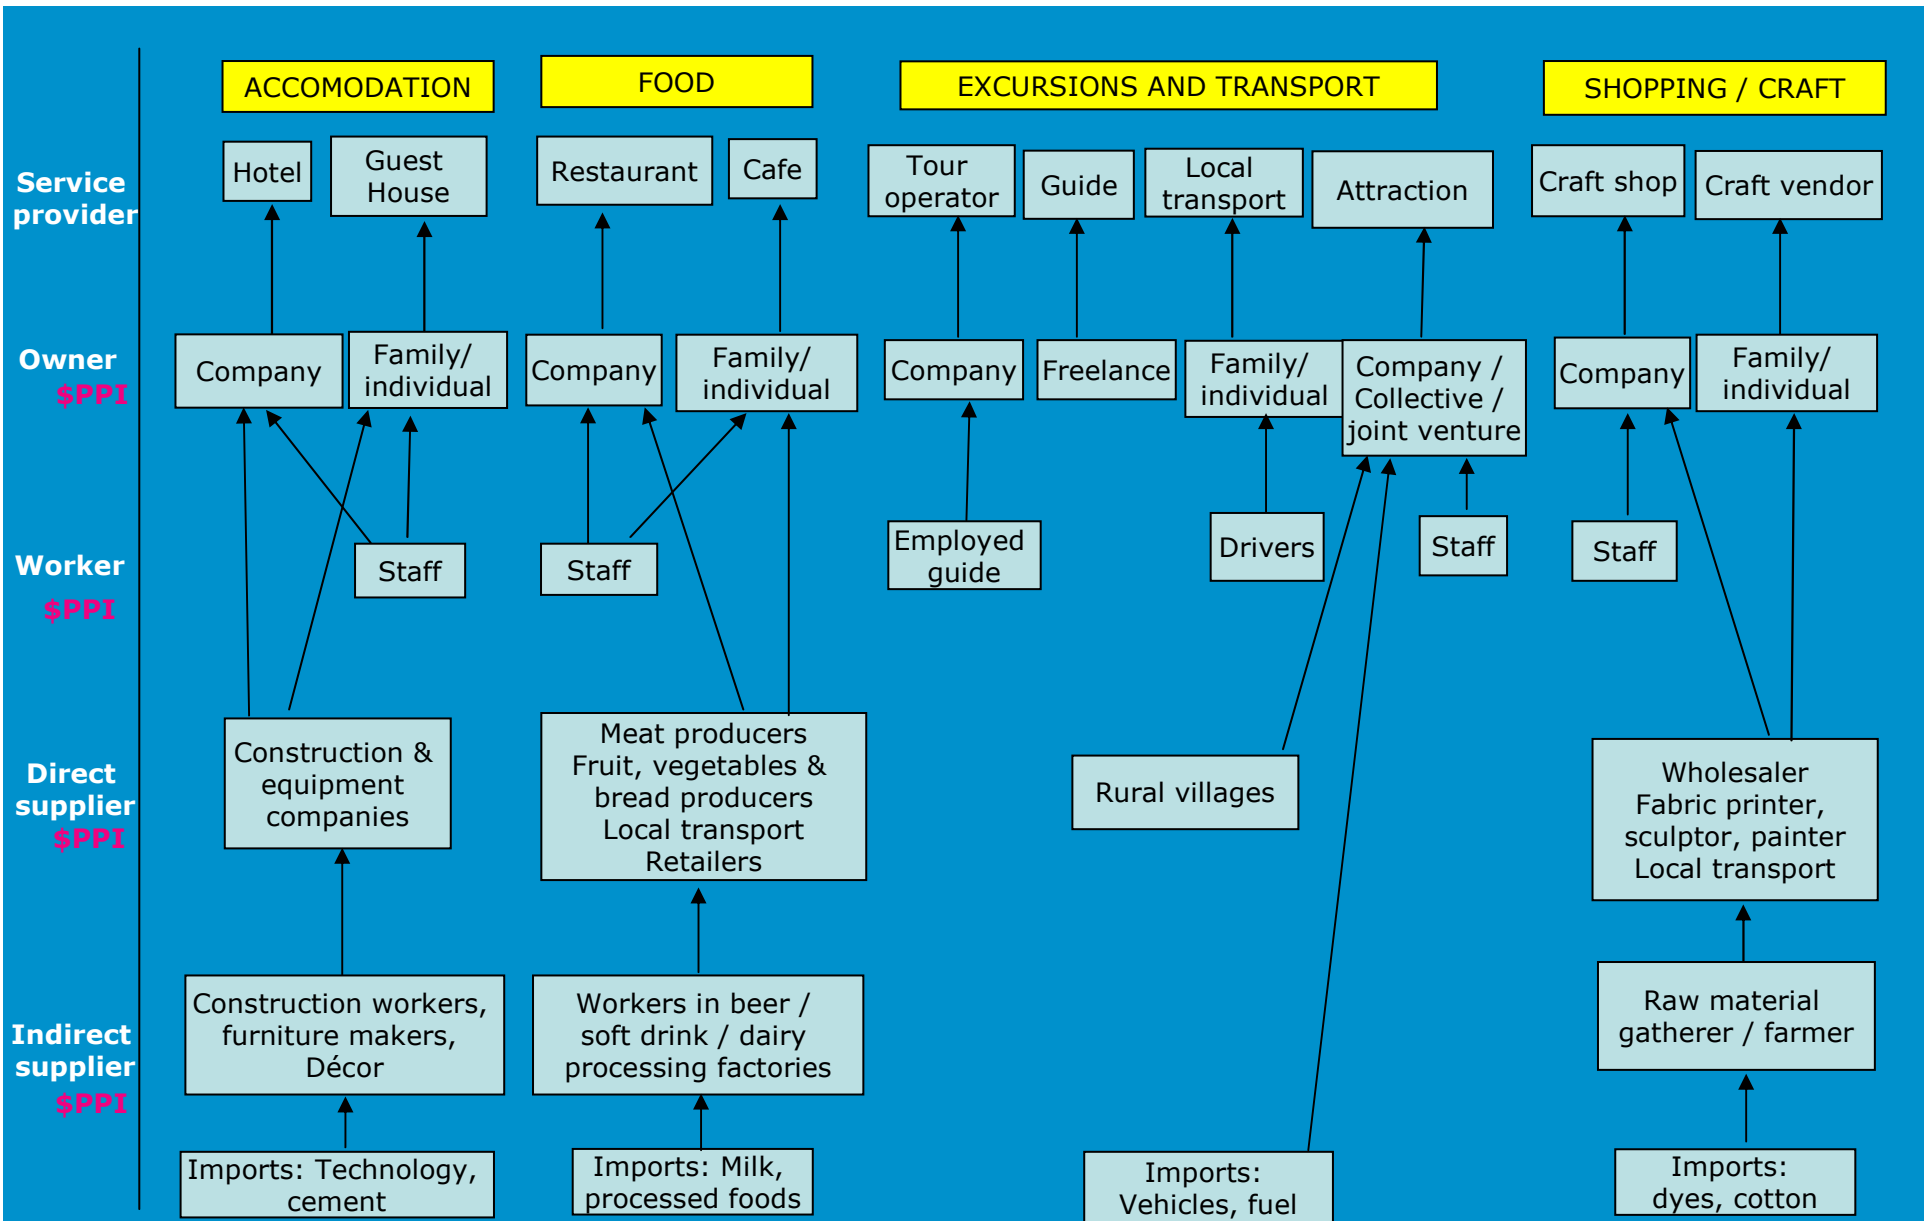 ACCOMODATION
FOOD
EXCURSIONS AND TRANSPORT
SHOPPING / CRAFT
Service
provider
Hotel
Guest
House
Restaurant
Cafe
Tour
operator
Guide
Local
transport
Attraction
Craft shop
Craft vendor
Owner
$PPI
Company
Family/
individual
Company
Family/
individual
Company
Freelance
Family/
individual
Company /
Collective /
joint venture
Company
Family/
individual
Worker
$PPI
Staff
Staff
Employed
guide
Drivers
Staff
Staff
Direct
supplier
$PPI
Construction &
equipment
companies
Meat producers
Fruit, vegetables &
bread producers
Local transport
Retailers
Rural villages
Wholesaler
Fabric printer,
sculptor, painter
Local transport
Indirect
supplier
$PPI
Construction workers,
furniture makers,
Décor
Workers in beer /
soft drink / dairy
processing factories
Raw material
gatherer / farmer
Imports: Technology,
cement
Imports: Milk,
processed foods
Imports:
Vehicles, fuel
Imports:
dyes, cotton